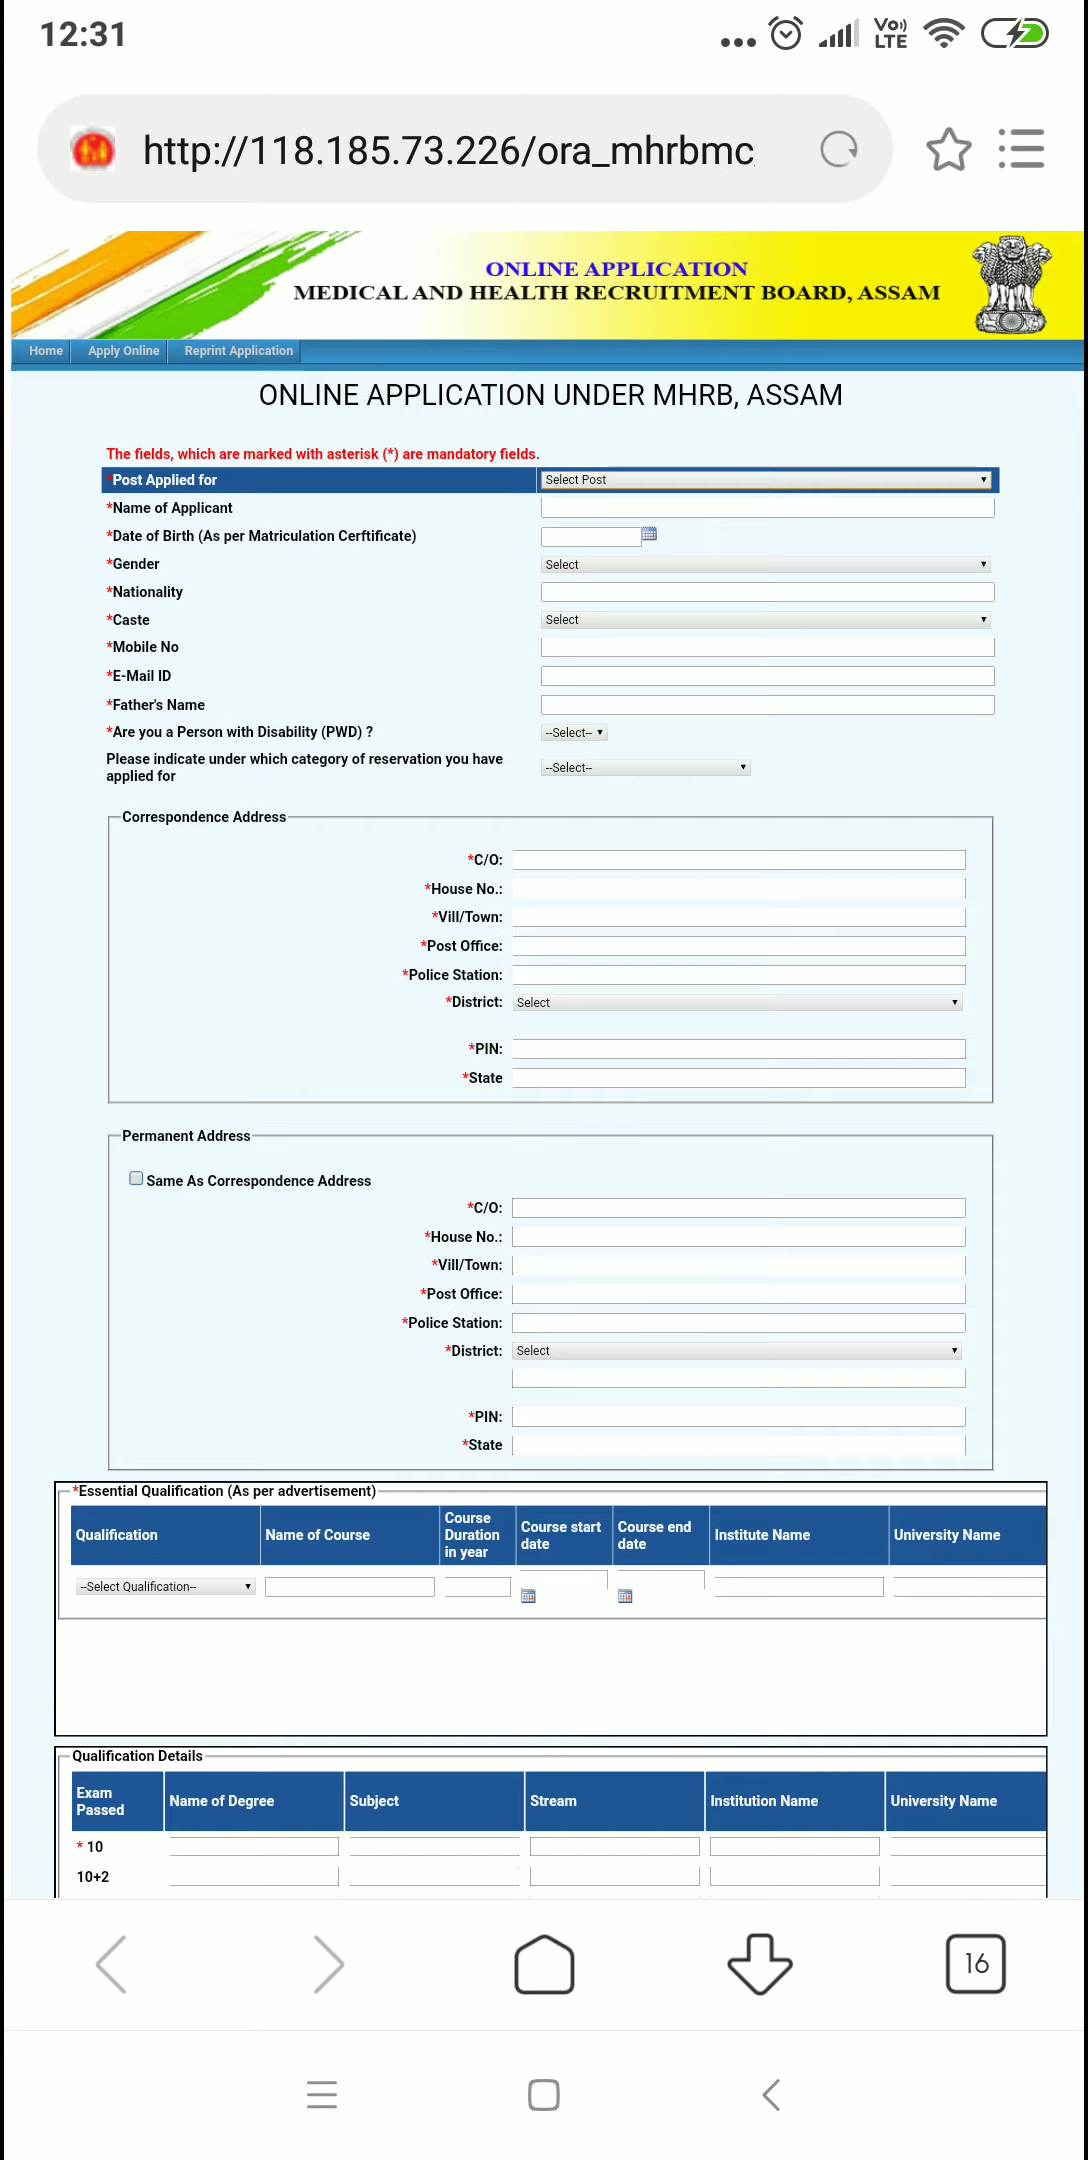 12:31
Vo)) LTE
http://118.185.73.226/ora_mhrbmc
ONLINE APPLICATION
MEDICAL AND HEALTH RECRUITMENT BOARD, ASSAM
Home Apply Online Reprint Application
ONLINE APPLICATION UNDER MHRB, ASSAM
The fields, which are marked with asterisk (*) are mandatory fields.
*Post Applied for Select Post
*Name of Applicant
*Date of Birth (As per Matriculation Cerftificate)
*Gender Select
*Nationality
*Caste Select
*Mobile No
*E-Mail ID
*Father's Name
*Are you a Person with Disability (PWD) ? --Select--
Please indicate under which category of reservation you have
applied for --Select--
Correspondence Address
*C/O:
*House No.:
*Vill/Town:
*Post Office:
*Police Station:
*District: Select
*PIN:
*State
Permanent Address
Same As Correspondence Address
*C/O:
*House No.:
*Vill/Town:
*Post Office:
*Police Station:
*District: Select
*PIN:
*State
*Essential Qualification (As per advertisement)
Qualification Name of Course Course Duration in year Course start date Course end date Institute Name University Name
--Select Qualification--
Qualification Details
Exam Passed Name of Degree Subject Stream Institution Name University Name
* 10
10+2
16